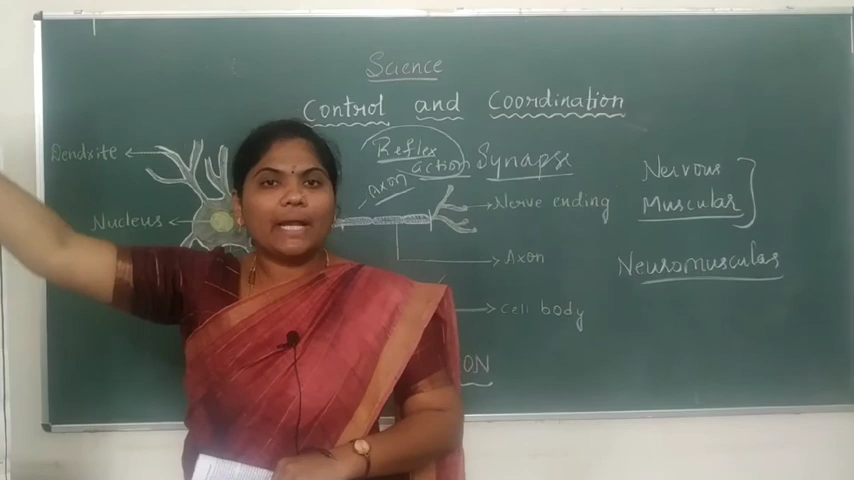 Science
Control and Coordination
Reflex
action
Synapse
Dendrite
Axon
Nucleus
Nerve ending
Axon
Cell body
ON
Nervous
Muscular
Neuromuscular